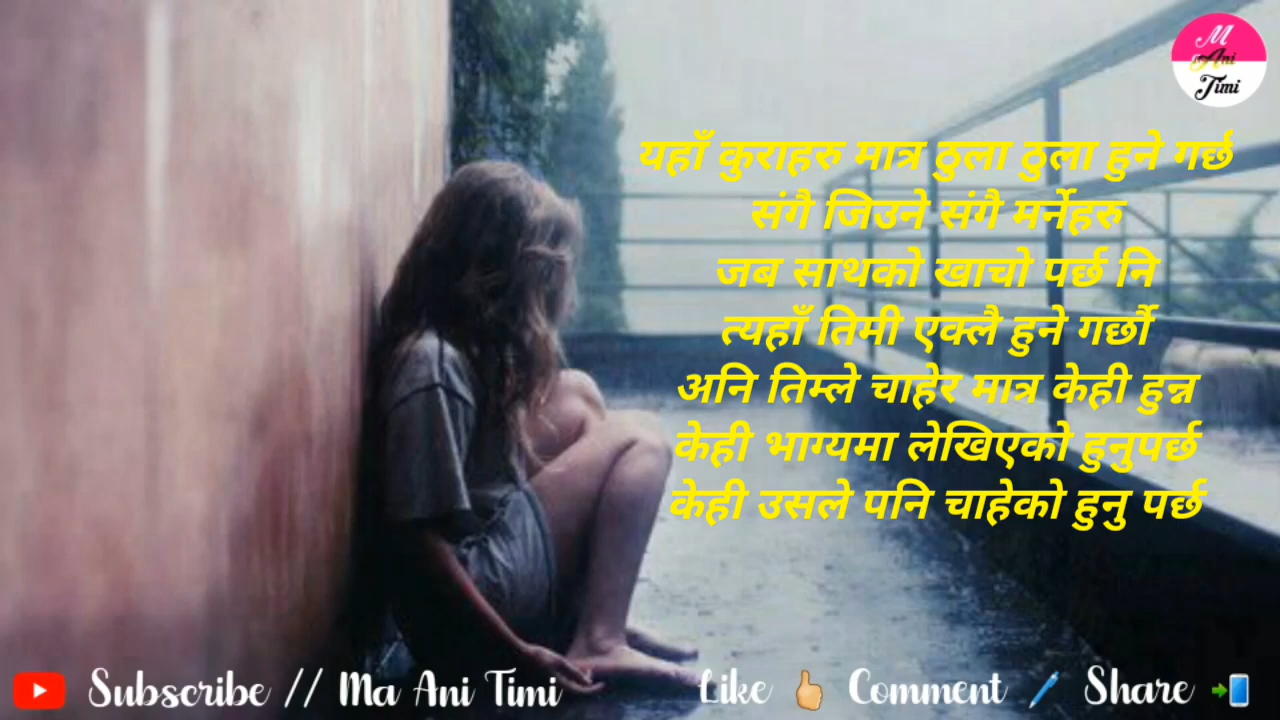 M
Ani
Timi
यहाँ कुराहरु मात्र ठुला ठुला हुने गर्छ
संगै जिउने संगै मर्नेहरु
जब साथको खाचो पर्छ नि
त्यहाँ तिमी एक्लै हुने गर्छौ
अनि तिम्ले चाहेर मात्र केही हुन्न
केही भाग्यमा लेखिएको हुनुपर्छ
केही उसले पनि चाहेको हुनु पर्छ
Subscribe // Ma Ani Timi Like Comment Share